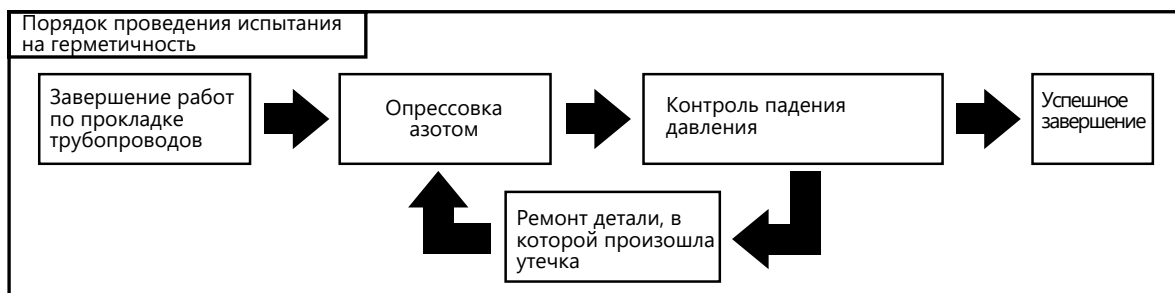 Порядок проведения испытания
на герметичность
Завершение работ
по прокладке
трубопроводов
Опрессовка
азотом
Контроль падения
давления
Успешное
завершение
Ремонт детали, в
которой произошла
утечка